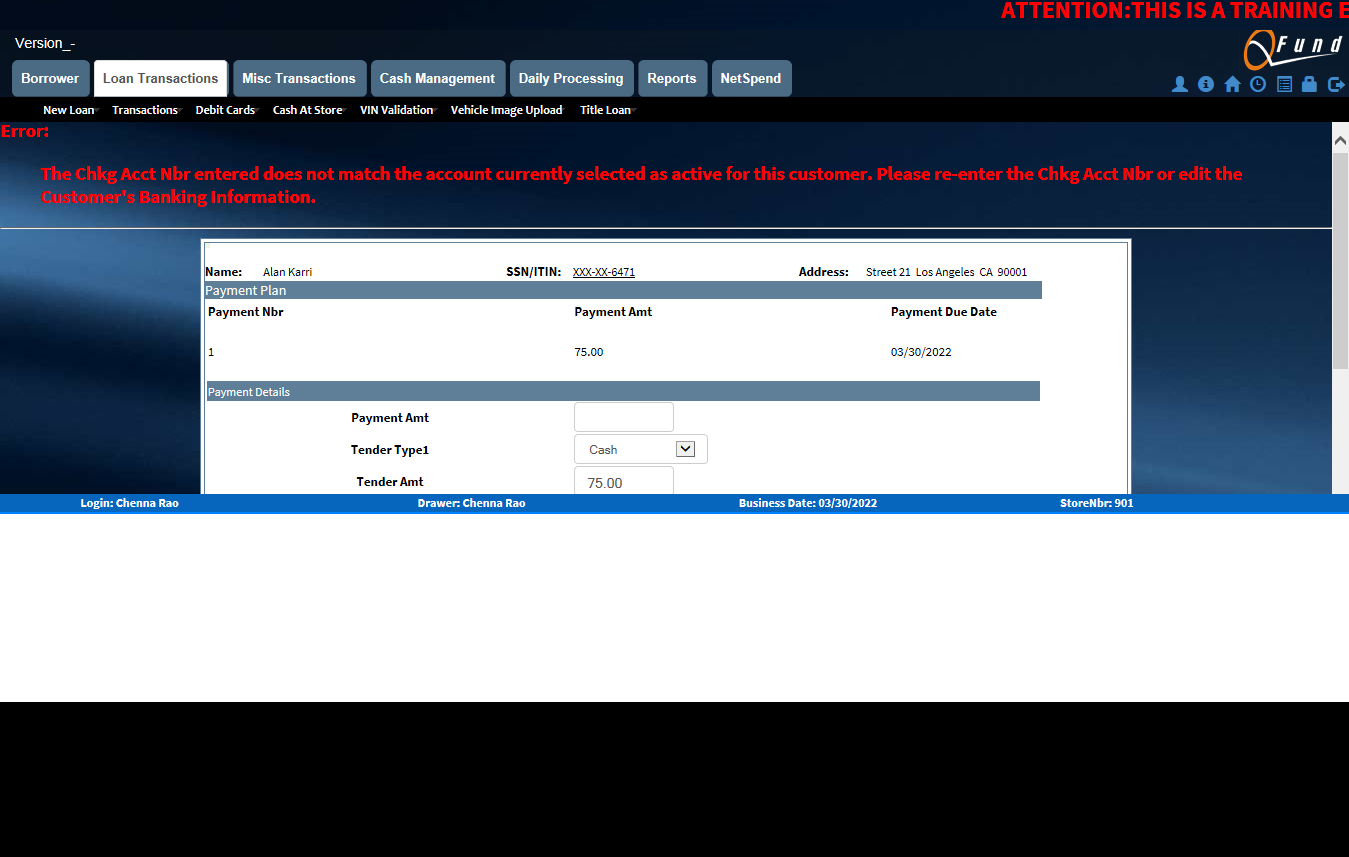 ATTENTION:THIS IS A TRAINING E
Version_-
QFund
Borrower Loan Transactions Misc Transactions Cash Management Daily Processing Reports NetSpend
New Loan Transactions Debit Cards Cash At Store VIN Validation Vehicle Image Upload Title Loan
Error:
The Chkg Acct Nbr entered does not match the account currently selected as active for this customer. Please re-enter the Chkg Acct Nbr or edit the
Customer's Banking Information.
Name: Alan Karri SSN/ITIN: XXX-XX-6471 Address: Street 21 Los Angeles CA 90001
Payment Plan
Payment Nbr Payment Amt Payment Due Date
1 75.00 03/30/2022
Payment Details
Payment Amt
Tender Type1 Cash
Tender Amt 75.00
Login: Chenna Rao Drawer: Chenna Rao Business Date: 03/30/2022 StoreNbr: 901